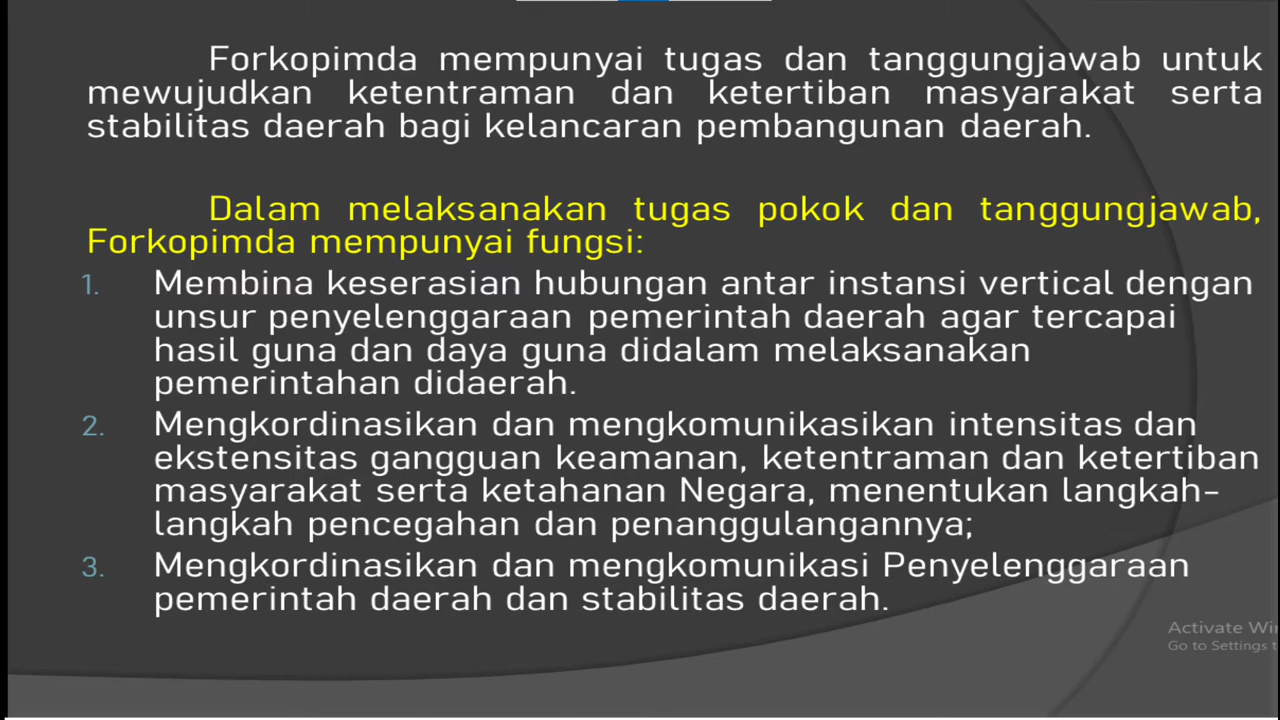 Forkopimda mempunyai tugas dan tanggungjawab untuk
mewujudkan ketentraman dan ketertiban masyarakat serta
stabilitas daerah bagi kelancaran pembangunan daerah.
Dalam melaksanakan tugas pokok dan tanggungjawab,
Forkopimda mempunyai fungsi:
1. Membina keserasian hubungan antar instansi vertical dengan
unsur penyelenggaraan pemerintah daerah agar tercapai
hasil guna dan daya guna didalam melaksanakan
pemerintahan didaerah.
2. Mengkordinasikan dan mengkomunikasikan intensitas dan
ekstensitas gangguan keamanan, ketentraman dan ketertiban
masyarakat serta ketahanan Negara, menentukan langkah-
langkah pencegahan dan penanggulangannya;
3. Mengkordinasikan dan mengkomunikasi Penyelenggaraan
pemerintah daerah dan stabilitas daerah.
Activate
Go to Settings